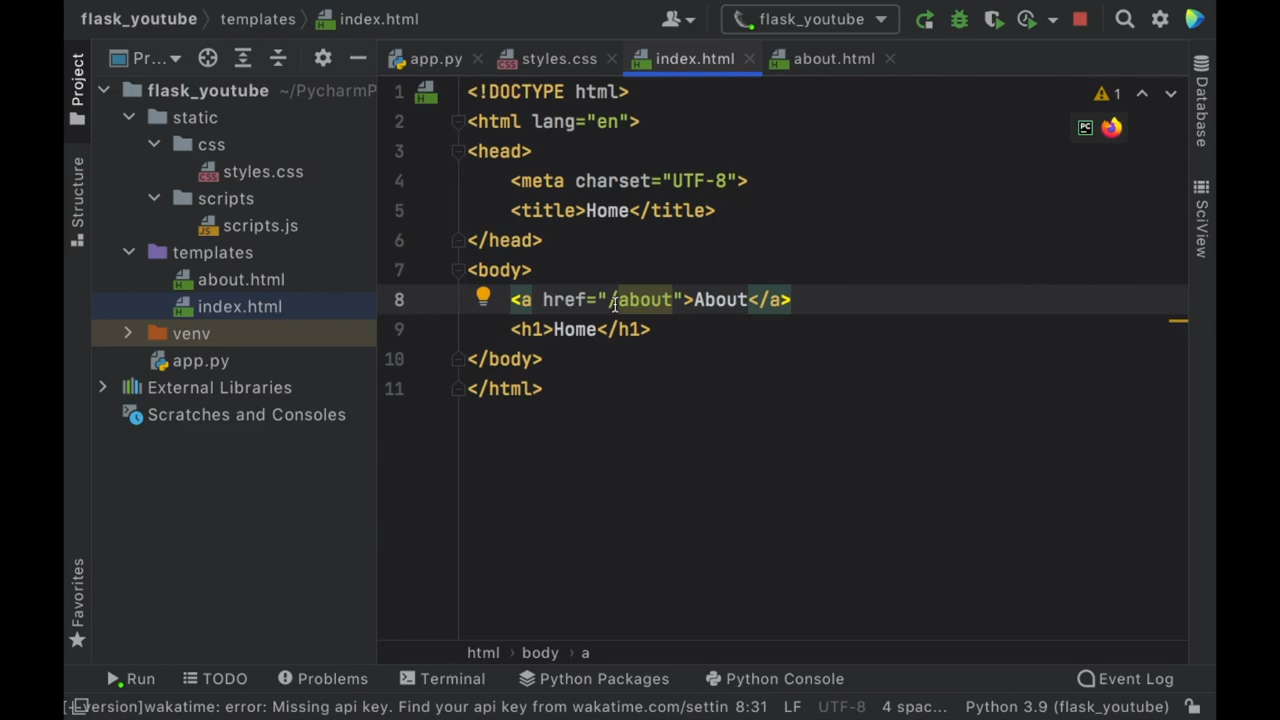 flask_youtube templates index.html flask_youtube
Project
Pr... app.py styles.css index.html about.html
Database
flask_youtube ~/PycharmP
static
css
styles.css
scripts
scripts.js
templates
about.html
index.html
venv
app.py
External Libraries
Scratches and Consoles
Structure
Favorites
1 <!DOCTYPE html>
2 <html lang="en">
3 <head>
4 <meta charset="UTF-8">
5 <title>Home</title>
6 </head>
7 <body>
8 <a href="/about">About</a>
9 <h1>Home</h1>
10 </body>
11 </html>
1
PC
SciView
html body a
Run TODO Problems Terminal Python Packages Python Console Event Log
version]wakatime: error: Missing api key. Find your api key from wakatime.com/settin 8:31 LF UTF-8 4 spac... Python 3.9 (flask_youtube)